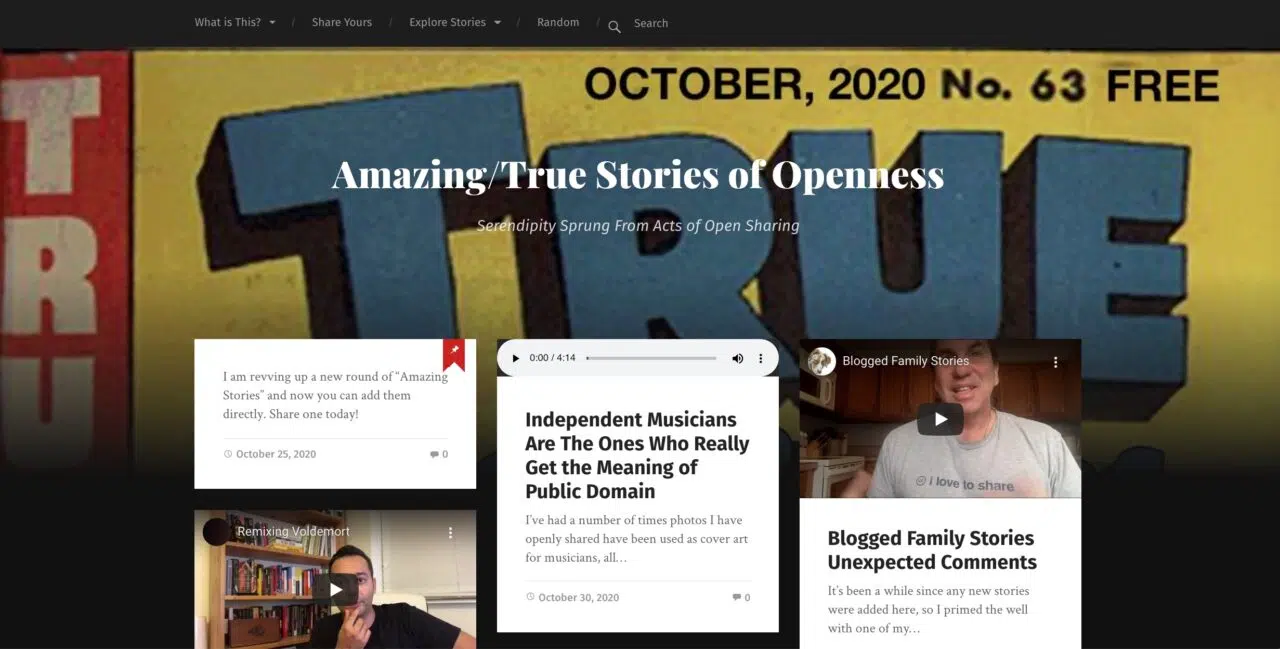 What is This?
/
Share Yours
/
Explore Stories
/
Random
/
Search
OCTOBER, 2020 No. 63 FREE
TRUE
TRU
Amazing/True Stories of Openness
Serendipity Sprung From Acts of Open Sharing
I am revving up a new round of “Amazing
Stories” and now you can add them
directly. Share one today!
October 25, 2020
0
Remixing Voldemort
0:00 / 4:14
Independent Musicians
Are The Ones Who Really
Get the Meaning of
Public Domain
I’ve had a number of times photos I have
openly shared have been used as cover art
for musicians, all…
October 30, 2020
0
Blogged Family Stories
i love to share
Blogged Family Stories
Unexpected Comments
It’s been a while since any new stories
were added here, so I primed the well
with one of my…